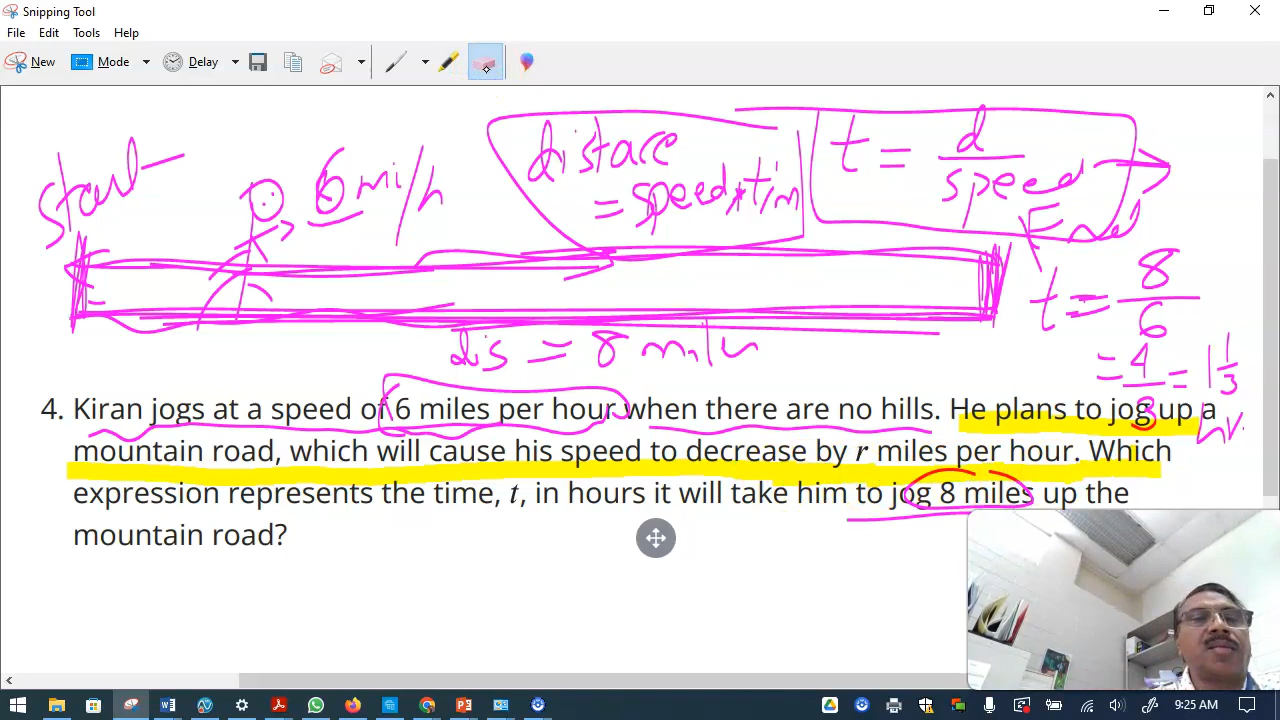 Snipping Tool
File Edit Tools Help
New Mode Delay
start
6 mi/h
distace
= speed * tim
t = d / speed
End
t = 8 / 6
= 4 / 3 = 1 1/3
hr
dis = 8 m
4. Kiran jogs at a speed of 6 miles per hour when there are no hills. He plans to jog up a
mountain road, which will cause his speed to decrease by r miles per hour. Which
expression represents the time, t, in hours it will take him to jog 8 miles up the
mountain road?
9:25 AM